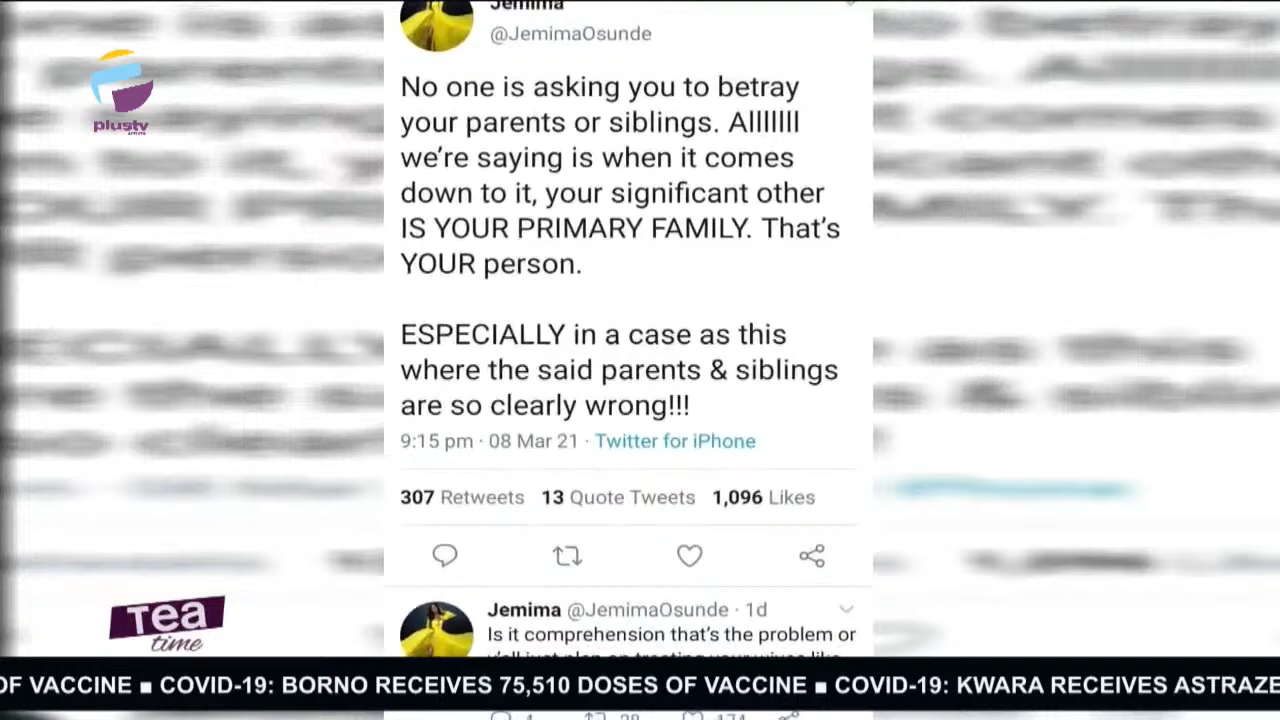 Jemima
@JemimaOsunde
No one is asking you to betray
your parents or siblings. Alllllll
we're saying is when it comes
down to it, your significant other
IS YOUR PRIMARY FAMILY. That's
YOUR person.
ESPECIALLY in a case as this
where the said parents & siblings
are so clearly wrong!!!
9:15 pm · 08 Mar 21 · Twitter for iPhone
307 Retweets 13 Quote Tweets 1,096 Likes
Jemima @JemimaOsunde · 1d
Is it comprehension that's the problem or
plustv
Tea
time
OF VACCINE ■ COVID-19: BORNO RECEIVES 75,510 DOSES OF VACCINE ■ COVID-19: KWARA RECEIVES ASTRAZE